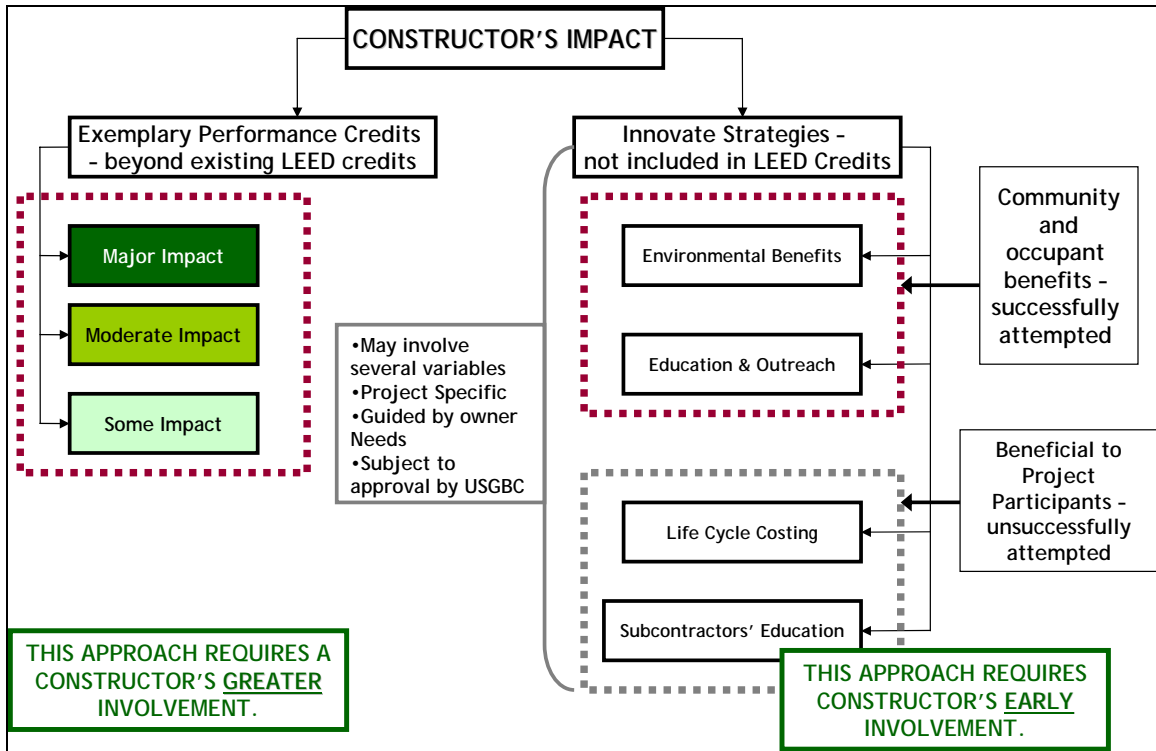 CONSTRUCTOR'S IMPACT
Exemplary Performance Credits
– beyond existing LEED credits
Innovate Strategies –
not included in LEED Credits
Major Impact
Moderate Impact
Some Impact
•May involve
several variables
•Project Specific
•Guided by owner
Needs
•Subject to
approval by USGBC
Environmental Benefits
Education & Outreach
Life Cycle Costing
Subcontractors' Education
Community
and
occupant
benefits –
successfully
attempted
Beneficial to
Project
Participants –
unsuccessfully
attempted
THIS APPROACH REQUIRES A
CONSTRUCTOR'S GREATER
INVOLVEMENT.
THIS APPROACH REQUIRES
CONSTRUCTOR'S EARLY
INVOLVEMENT.